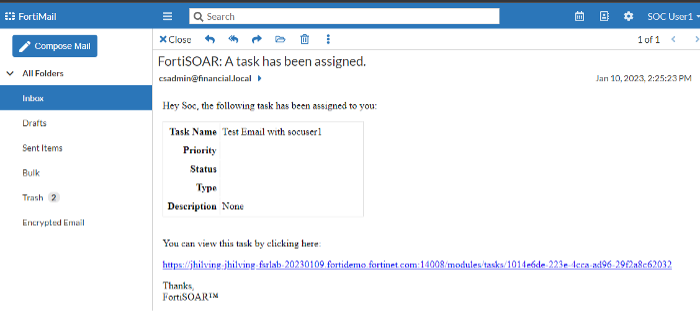 FortiMail
Search
SOC User1
Compose Mail
Close
1 of 1
All Folders
FortiSOAR: A task has been assigned.
csadmin@financial.local
Jan 10, 2023, 2:25:23 PM
Inbox
Drafts
Sent Items
Bulk
Trash 2
Encrypted Email
Hey Soc, the following task has been assigned to you:
Task Name Test Email with socuser1
Priority
Status
Type
Description None
You can view this task by clicking here:
https://jhilving-jhilving-fsrlab-20230109.fortidemo.fortinet.com:14008/modules/tasks/1014e6de-223e-4cca-ad96-29f2a8c62032
Thanks,
FortiSOAR™